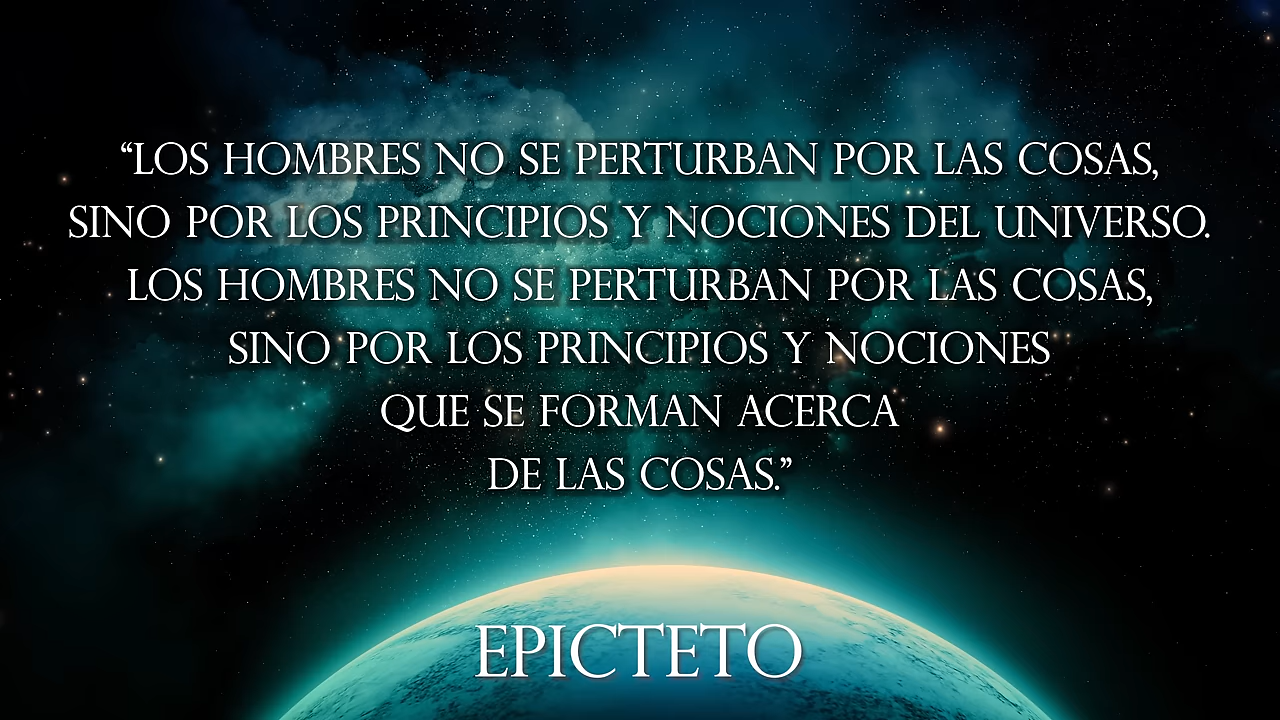 “LOS HOMBRES NO SE PERTURBAN POR LAS COSAS,
SINO POR LOS PRINCIPIOS Y NOCIONES DEL UNIVERSO.
LOS HOMBRES NO SE PERTURBAN POR LAS COSAS,
SINO POR LOS PRINCIPIOS Y NOCIONES
QUE SE FORMAN ACERCA
DE LAS COSAS.”
EPICTETO